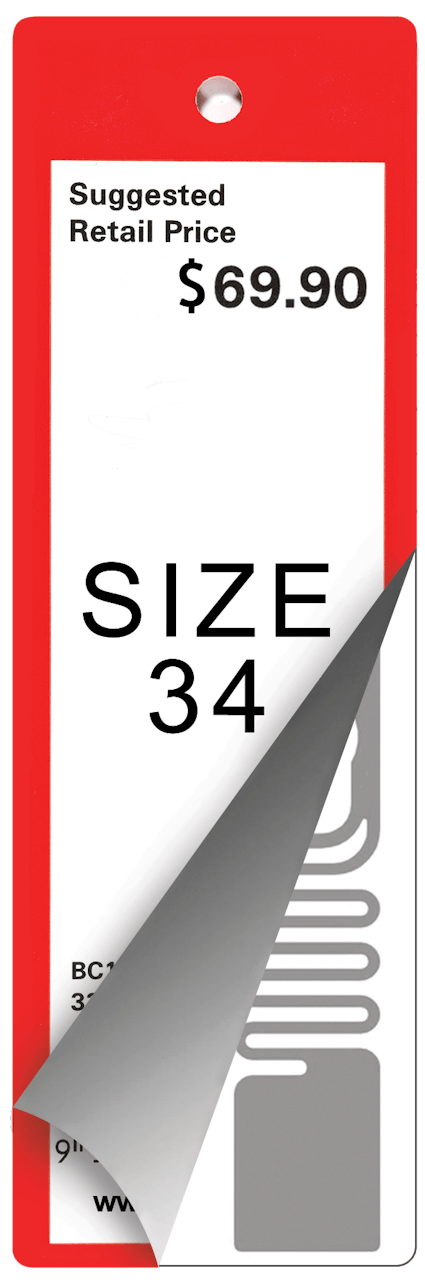 Suggested
Retail Price
$69.90
SIZE
34